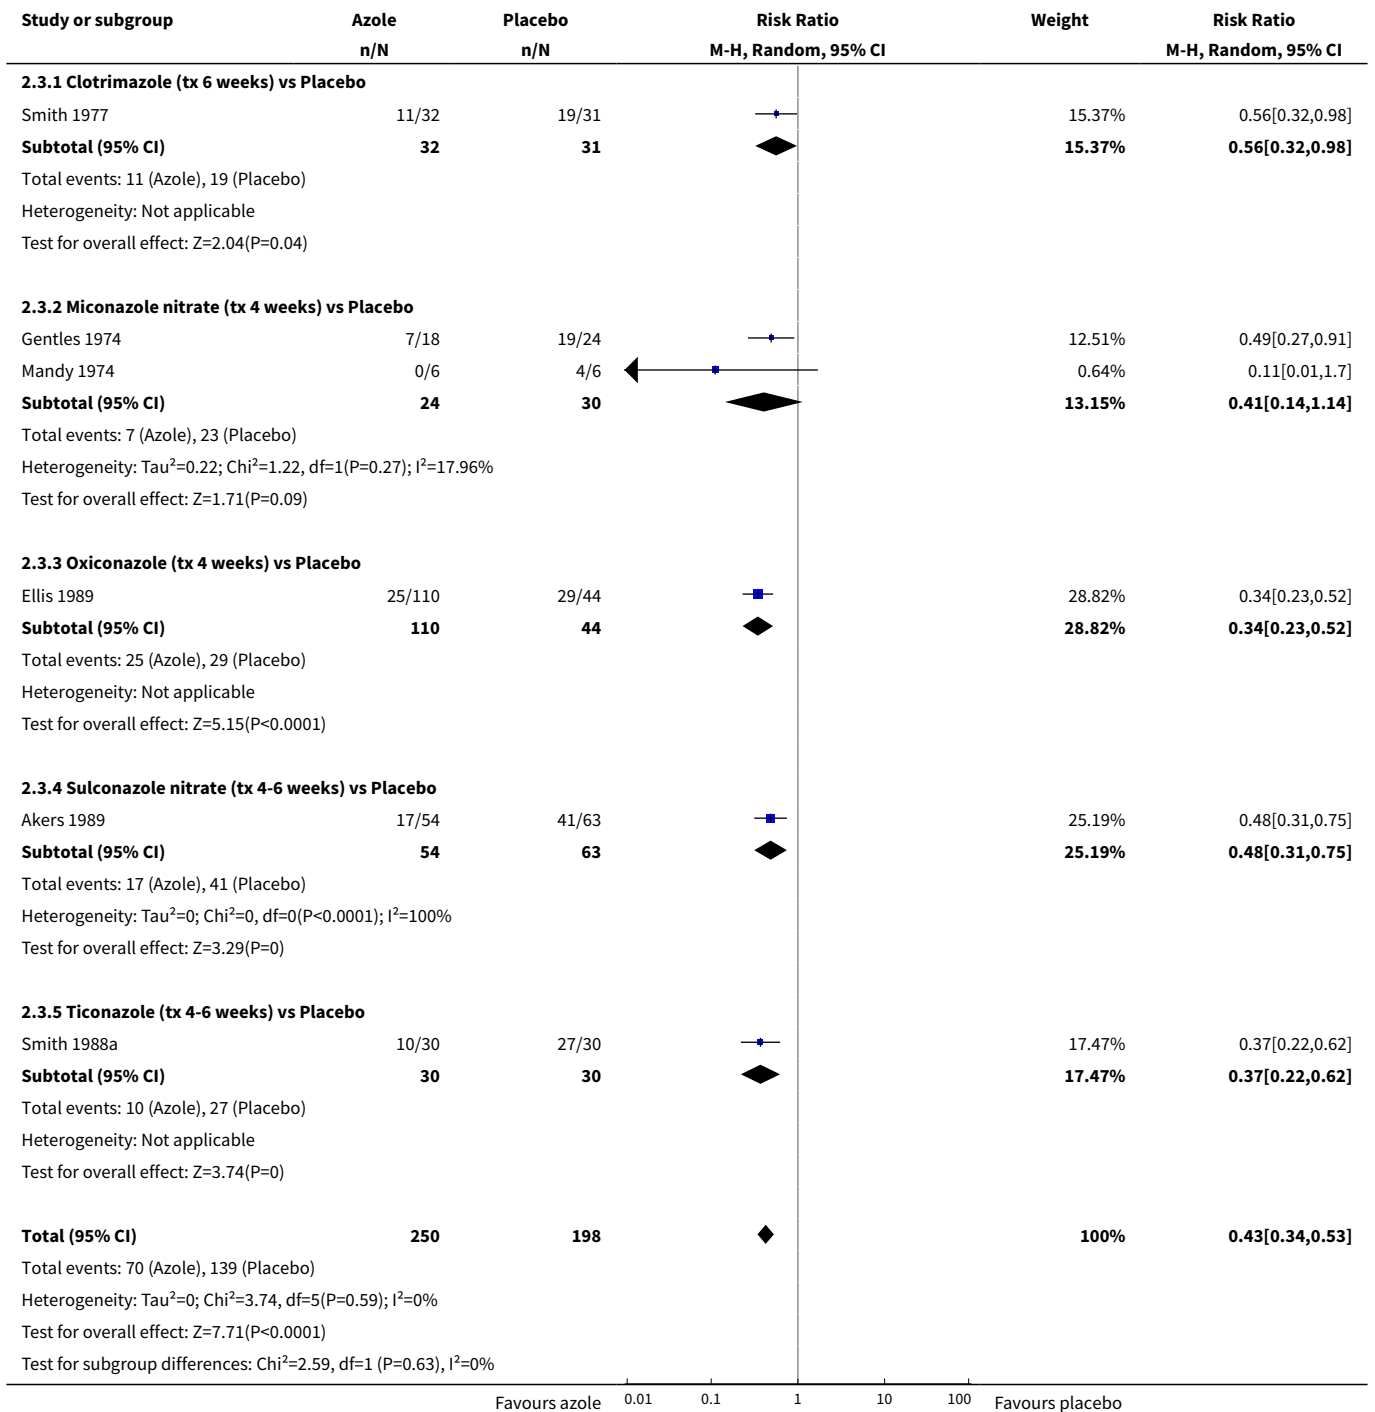 Study or subgroup Azole Placebo Risk Ratio Weight Risk Ratio
n/N n/N M-H, Random, 95% CI M-H, Random, 95% CI
2.3.1 Clotrimazole (tx 6 weeks) vs Placebo
Smith 1977 11/32 19/31 15.37% 0.56[0.32,0.98]
Subtotal (95% CI) 32 31 15.37% 0.56[0.32,0.98]
Total events: 11 (Azole), 19 (Placebo)
Heterogeneity: Not applicable
Test for overall effect: Z=2.04(P=0.04)
2.3.2 Miconazole nitrate (tx 4 weeks) vs Placebo
Gentles 1974 7/18 19/24 12.51% 0.49[0.27,0.91]
Mandy 1974 0/6 4/6 0.64% 0.11[0.01,1.7]
Subtotal (95% CI) 24 30 13.15% 0.41[0.14,1.14]
Total events: 7 (Azole), 23 (Placebo)
Heterogeneity: Tau²=0.22; Chi²=1.22, df=1(P=0.27); I²=17.96%
Test for overall effect: Z=1.71(P=0.09)
2.3.3 Oxiconazole (tx 4 weeks) vs Placebo
Ellis 1989 25/110 29/44 28.82% 0.34[0.23,0.52]
Subtotal (95% CI) 110 44 28.82% 0.34[0.23,0.52]
Total events: 25 (Azole), 29 (Placebo)
Heterogeneity: Not applicable
Test for overall effect: Z=5.15(P<0.0001)
2.3.4 Sulconazole nitrate (tx 4-6 weeks) vs Placebo
Akers 1989 17/54 41/63 25.19% 0.48[0.31,0.75]
Subtotal (95% CI) 54 63 25.19% 0.48[0.31,0.75]
Total events: 17 (Azole), 41 (Placebo)
Heterogeneity: Tau²=0; Chi²=0, df=0(P<0.0001); I²=100%
Test for overall effect: Z=3.29(P=0)
2.3.5 Ticonazole (tx 4-6 weeks) vs Placebo
Smith 1988a 10/30 27/30 17.47% 0.37[0.22,0.62]
Subtotal (95% CI) 30 30 17.47% 0.37[0.22,0.62]
Total events: 10 (Azole), 27 (Placebo)
Heterogeneity: Not applicable
Test for overall effect: Z=3.74(P=0)
Total (95% CI) 250 198 100% 0.43[0.34,0.53]
Total events: 70 (Azole), 139 (Placebo)
Heterogeneity: Tau²=0; Chi²=3.74, df=5(P=0.59); I²=0%
Test for overall effect: Z=7.71(P<0.0001)
Test for subgroup differences: Chi²=2.59, df=1 (P=0.63), I²=0%
Favours azole 0.01 0.1 1 10 100 Favours placebo